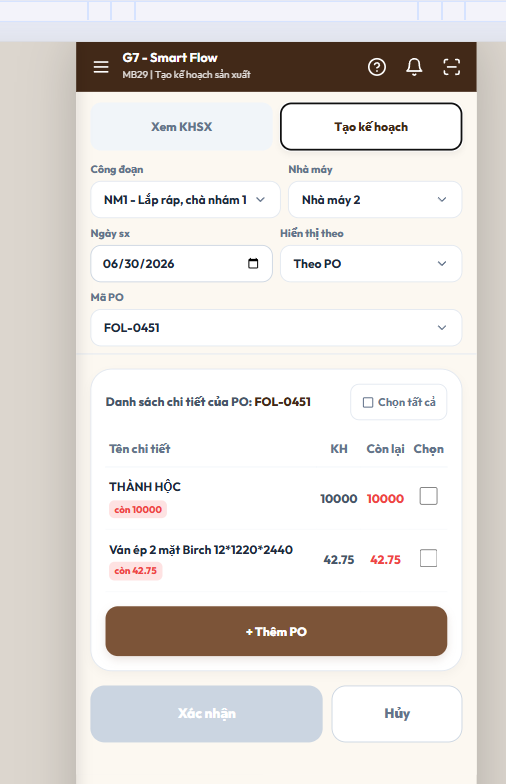 G7 - Smart Flow
MB29 | Tạo kế hoạch sản xuất
Xem KHSX
Tạo kế hoạch
Công đoạn
Nhà máy
NM1 - Lắp ráp, chà nhám 1
Nhà máy 2
Ngày sx
Hiển thị theo
06/30/2026
Theo PO
Mã PO
FOL-0451
Danh sách chi tiết của PO: FOL-0451
Chọn tất cả
Tên chi tiết KH Còn lại Chọn
THÀNH HỘC
còn 10000
10000 10000
Ván ép 2 mặt Birch 12*1220*2440
còn 42.75
42.75 42.75
+ Thêm PO
Xác nhận
Hủy